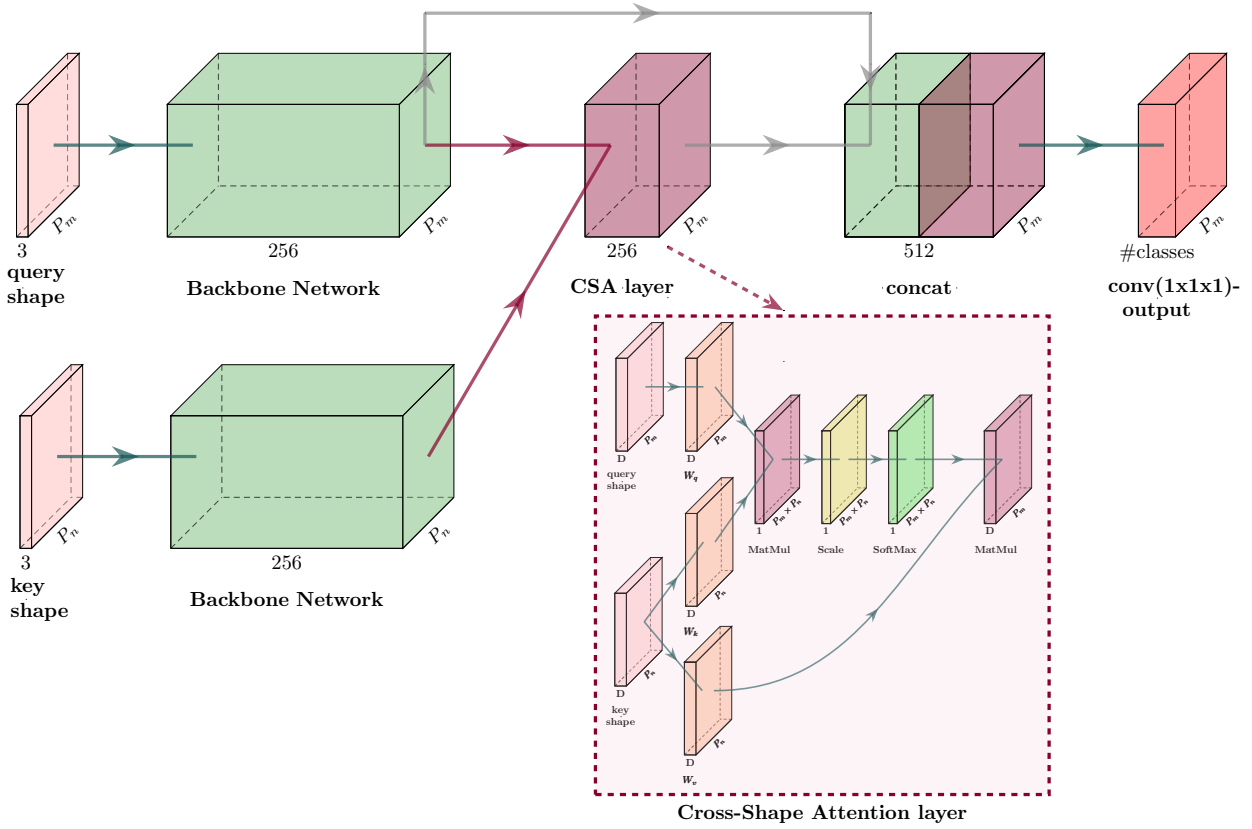 P_m
P_m
P_m
P_m
3
256
256
512
#classes
query
shape
Backbone Network
CSA layer
concat
conv(1x1x1)-
output
P_n
P_n
3
256
key
shape
Backbone Network
D
P_m
query
shape
D
P_m
W_q
1
P_m × P_n
MatMul
1
P_m × P_n
Scale
1
P_m × P_n
SoftMax
D
P_m
MatMul
D
P_n
W_k
D
P_n
key
shape
D
P_n
W_v
Cross-Shape Attention layer
P_m